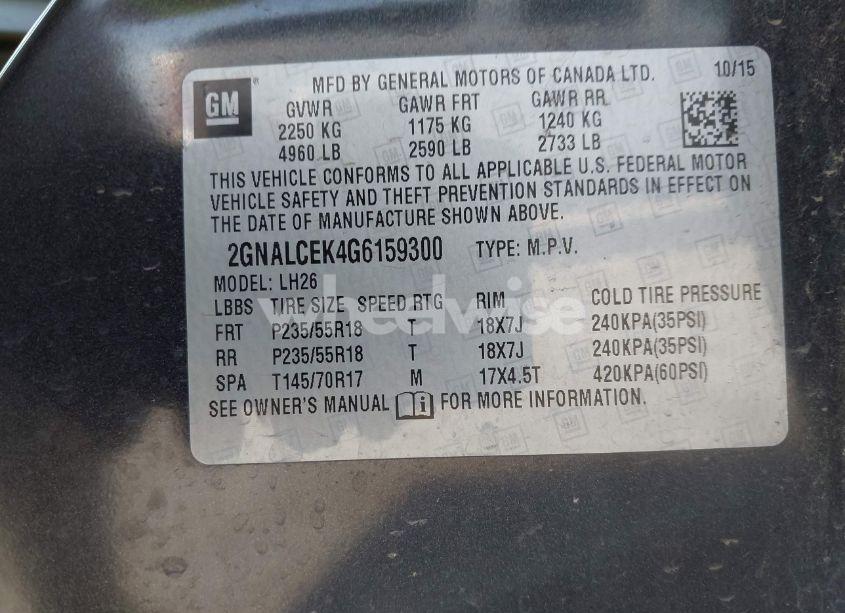 GM
MFD BY GENERAL MOTORS OF CANADA LTD. 10/15
GVWR GAWR FRT GAWR RR
2250 KG 1175 KG 1240 KG
4960 LB 2590 LB 2733 LB
THIS VEHICLE CONFORMS TO ALL APPLICABLE U.S. FEDERAL MOTOR
VEHICLE SAFETY AND THEFT PREVENTION STANDARDS IN EFFECT ON
THE DATE OF MANUFACTURE SHOWN ABOVE.
2GNALCEK4G6159300 TYPE: M.P.V.
MODEL: LH26
LBBS TIRE SIZE SPEED RTG RIM COLD TIRE PRESSURE
wheelwise
FRT P235/55R18 T 18X7J 240KPA(35PSI)
RR P235/55R18 T 18X7J 240KPA(35PSI)
SPA T145/70R17 M 17X4.5T 420KPA(60PSI)
SEE OWNER'S MANUAL i FOR MORE INFORMATION.